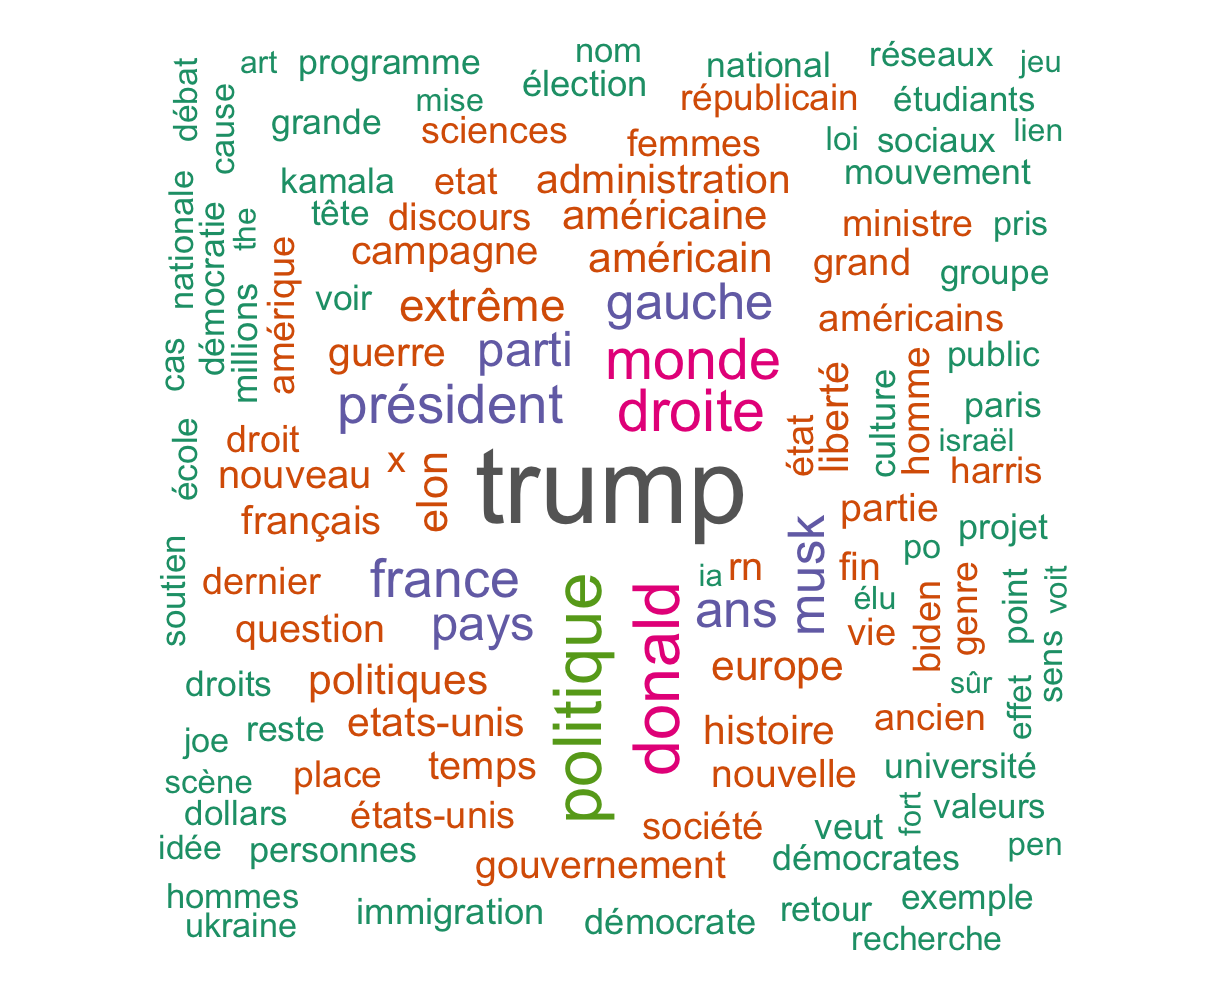 nom
réseaux
jeu
art
programme
national
débat
élection
mise
républicain
étudiants
cause
grande
sciences
femmes
loi
sociaux
lien
kamala
etat
administration
mouvement
nationale
démocratie
the
tête
discours
américaine
ministre
pris
campagne
américain
grand
groupe
amérique
millions
voir
extrême
gauche
américains
cas
guerre
parti
monde
public
président
droite
état
liberté
culture
homme
paris
école
droit
israël
nouveau
x
elon
trump
harris
français
partie
projet
soutien
dernier
france
ia
rn
musk
fin
po
élu
question
pays
politique
donald
ans
vie
biden
genre
point
voit
sens
droits
politiques
europe
sûr
effet
joe
reste
etats-unis
histoire
ancien
scène
place
temps
nouvelle
université
dollars
états-unis
société
veut
fort
valeurs
idée
personnes
gouvernement
démocrates
pen
hommes
ukraine
immigration
démocrate
retour
exemple
recherche